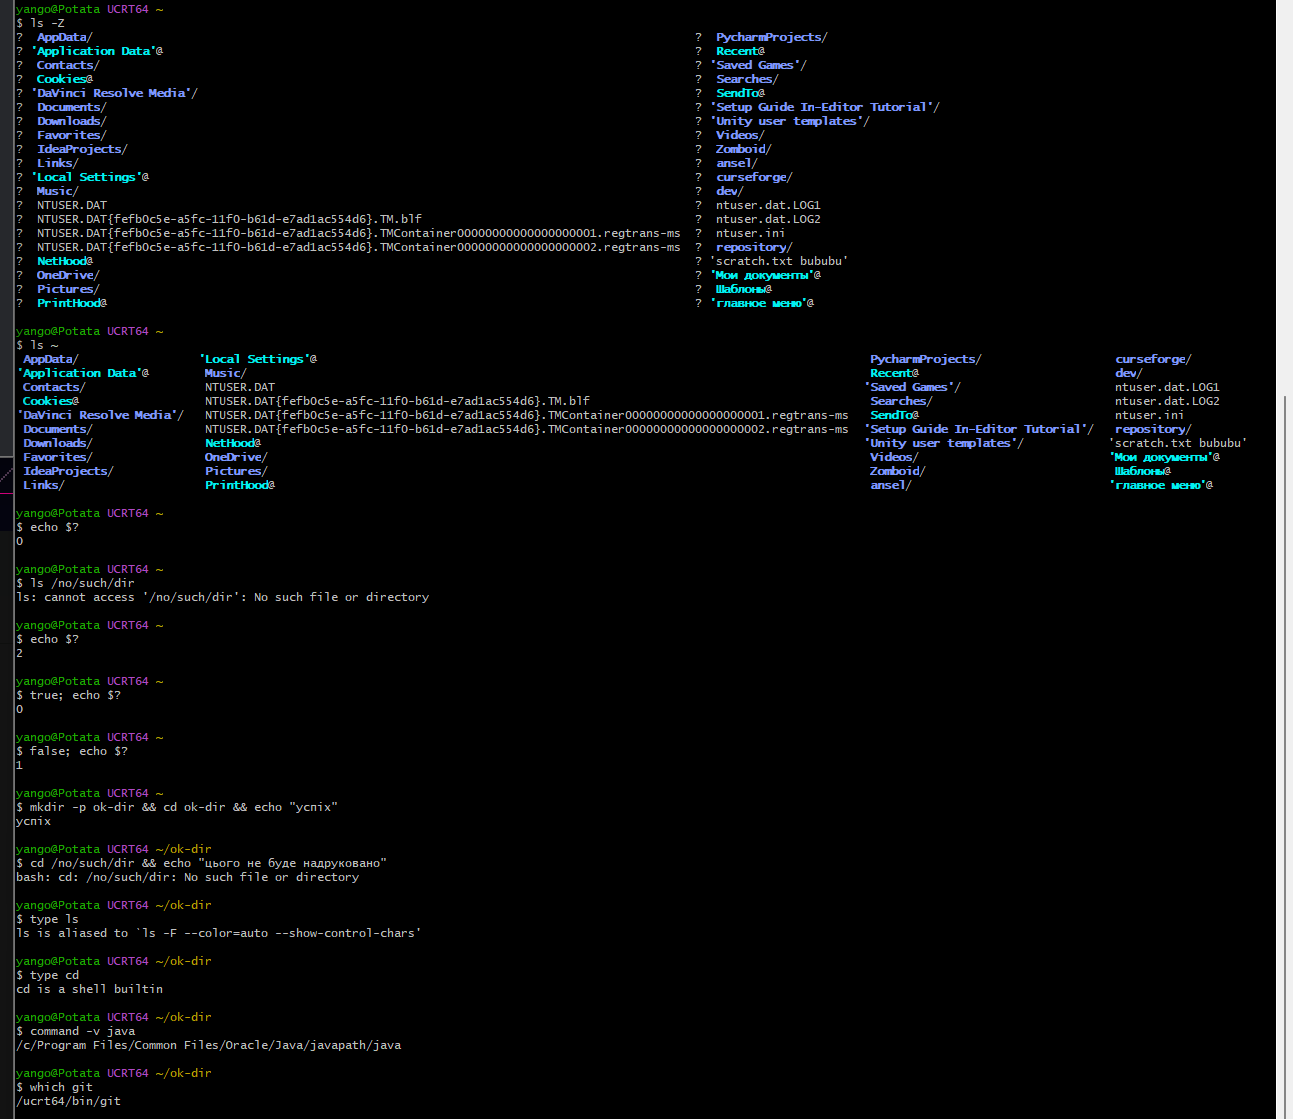 yango@Potata UCRT64 ~
$ ls -Z
?  AppData/  ?  PycharmProjects/
? 'Application Data'@  ?  Recent@
?  Contacts/  ? 'Saved Games'/
?  Cookies@  ?  Searches/
? 'DaVinci Resolve Media'/  ?  SendTo@
?  Documents/  ? 'Setup Guide In-Editor Tutorial'/
?  Downloads/  ? 'Unity user templates'/
?  Favorites/  ?  Videos/
?  IdeaProjects/  ?  Zomboid/
?  Links/  ?  ansel/
? 'Local Settings'@  ?  curseforge/
?  Music/  ?  dev/
?  NTUSER.DAT  ?  ntuser.dat.LOG1
?  NTUSER.DAT{fefb0c5e-a5fc-11f0-b61d-e7ad1ac554d6}.TM.blf  ?  ntuser.dat.LOG2
?  NTUSER.DAT{fefb0c5e-a5fc-11f0-b61d-e7ad1ac554d6}.TMContainer00000000000000000001.regtrans-ms  ?  ntuser.ini
?  NTUSER.DAT{fefb0c5e-a5fc-11f0-b61d-e7ad1ac554d6}.TMContainer00000000000000000002.regtrans-ms  ?  repository/
?  NetHood@  ? 'scratch.txt bububu'
?  OneDrive/  ? 'Мои документы'@
?  Pictures/  ?  Шаблоны@
?  PrintHood@  ? 'главное меню'@
yango@Potata UCRT64 ~
$ ls ~
 AppData/  'Local Settings'@  PycharmProjects/  curseforge/
'Application Data'@  Music/  Recent@  dev/
 Contacts/  NTUSER.DAT  'Saved Games'/  ntuser.dat.LOG1
 Cookies@  NTUSER.DAT{fefb0c5e-a5fc-11f0-b61d-e7ad1ac554d6}.TM.blf  Searches/  ntuser.dat.LOG2
'DaVinci Resolve Media'/  NTUSER.DAT{fefb0c5e-a5fc-11f0-b61d-e7ad1ac554d6}.TMContainer00000000000000000001.regtrans-ms  SendTo@  ntuser.ini
 Documents/  NTUSER.DAT{fefb0c5e-a5fc-11f0-b61d-e7ad1ac554d6}.TMContainer00000000000000000002.regtrans-ms  'Setup Guide In-Editor Tutorial'/  repository/
 Downloads/  NetHood@  'Unity user templates'/  'scratch.txt bububu'
 Favorites/  OneDrive/  Videos/  'Мои документы'@
 IdeaProjects/  Pictures/  Zomboid/  Шаблоны@
 Links/  PrintHood@  ansel/  'главное меню'@
yango@Potata UCRT64 ~
$ echo $?
0
yango@Potata UCRT64 ~
$ ls /no/such/dir
ls: cannot access '/no/such/dir': No such file or directory
yango@Potata UCRT64 ~
$ echo $?
2
yango@Potata UCRT64 ~
$ true; echo $?
0
yango@Potata UCRT64 ~
$ false; echo $?
1
yango@Potata UCRT64 ~
$ mkdir -p ok-dir && cd ok-dir && echo "успіх"
успіх
yango@Potata UCRT64 ~/ok-dir
$ cd /no/such/dir && echo "цього не буде надруковано"
bash: cd: /no/such/dir: No such file or directory
yango@Potata UCRT64 ~/ok-dir
$ type ls
ls is aliased to `ls -F --color=auto --show-control-chars'
yango@Potata UCRT64 ~/ok-dir
$ type cd
cd is a shell builtin
yango@Potata UCRT64 ~/ok-dir
$ command -v java
/c/Program Files/Common Files/Oracle/Java/javapath/java
yango@Potata UCRT64 ~/ok-dir
$ which git
/ucrt64/bin/git